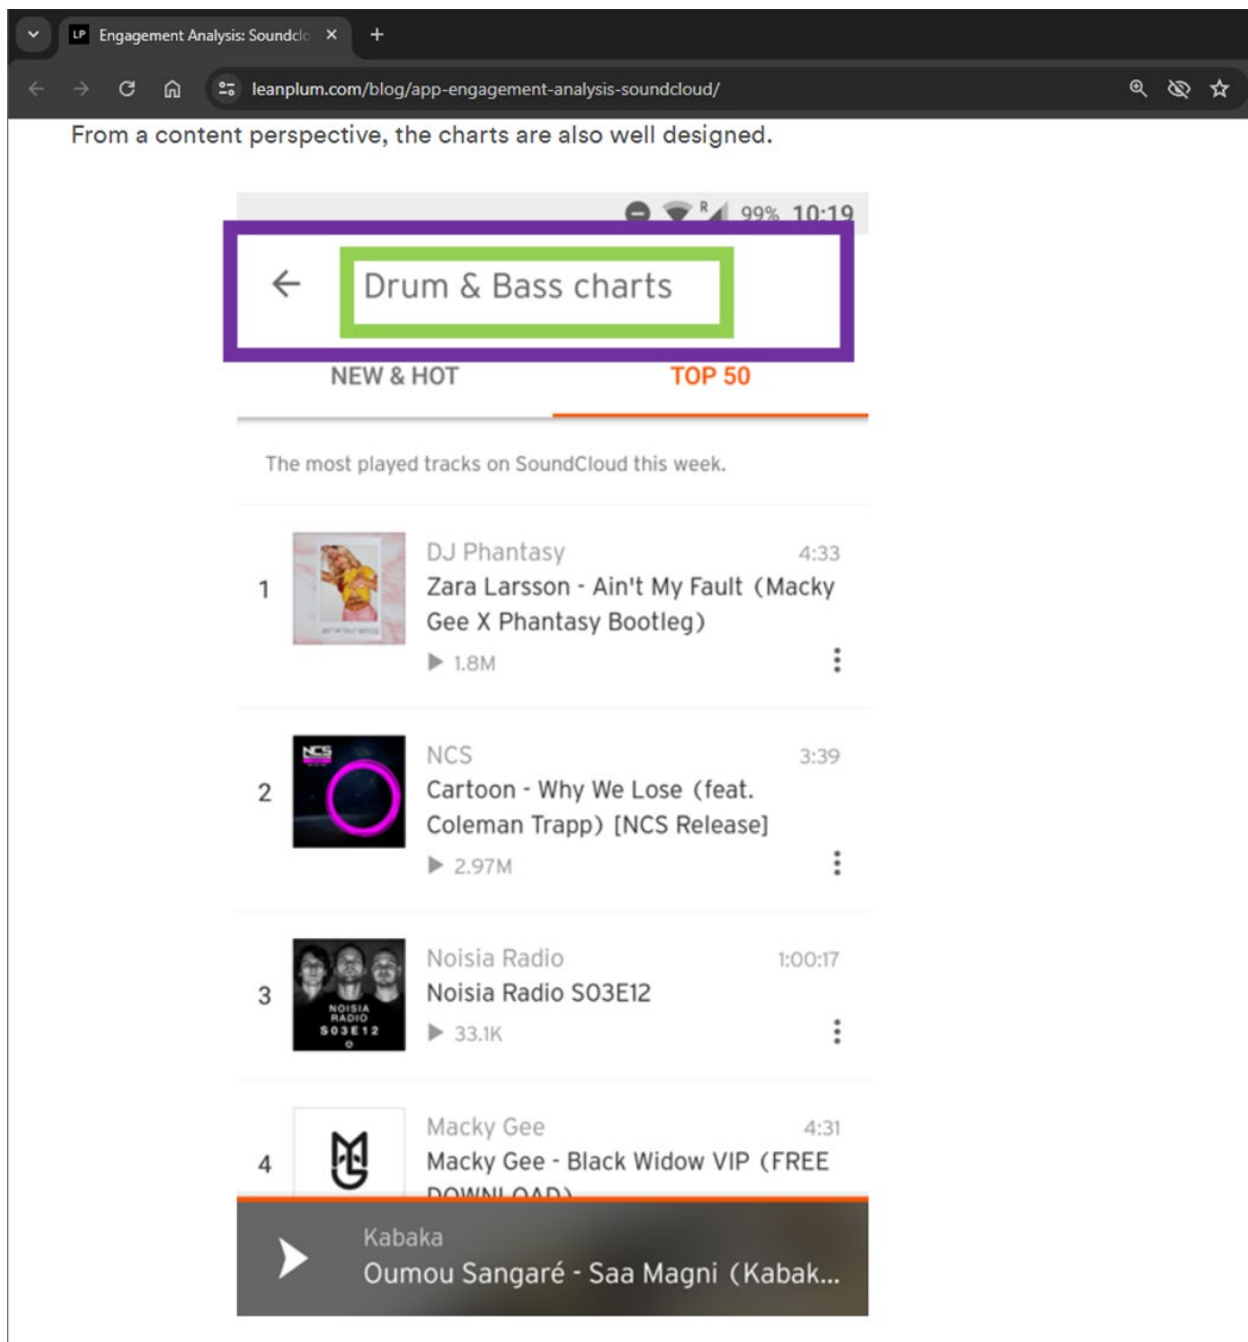 LP Engagement Analysis: Soundclo
leanplum.com/blog/app-engagement-analysis-soundcloud/
From a content perspective, the charts are also well designed.
R 99% 10:19
Drum & Bass charts
NEW & HOT TOP 50
The most played tracks on SoundCloud this week.
DJ Phantasy 4:33
1 Zara Larsson - Ain't My Fault (Macky
Gee X Phantasy Bootleg)
1.8M
NCS
NCS 3:39
2 Cartoon - Why We Lose (feat.
Coleman Trapp) [NCS Release]
2.97M
Noisia Radio 1:00:17
3 Noisia Radio S03E12
NOISIA
RADIO
S03E12
33.1K
Macky Gee 4:31
4 Macky Gee - Black Widow VIP (FREE
DOWNLOAD)
Kabaka
Oumou Sangaré - Saa Magni (Kabak...